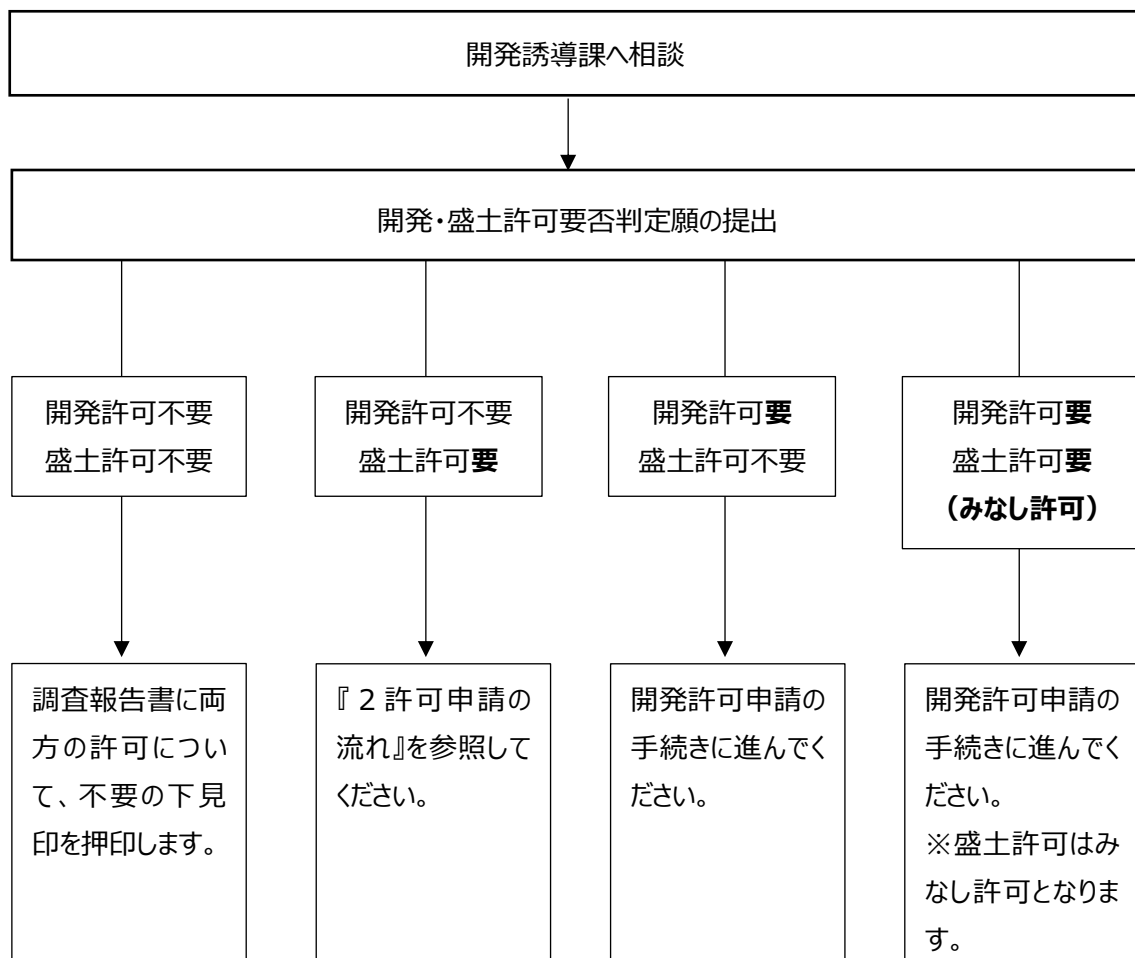 開発誘導課へ相談
開発・盛土許可要否判定願の提出
開発許可不要
盛土許可不要
開発許可不要
盛土許可要
開発許可要
盛土許可不要
開発許可要
盛土許可要
（みなし許可）
調査報告書に両
方の許可につい
て、不要の下見
印を押印します。
『２許可申請の
流れ』を参照して
ください。
開発許可申請の
手続きに進んでく
ださい。
開発許可申請の
手続きに進んでく
ださい。
※盛土許可はみ
なし許可となりま
す。